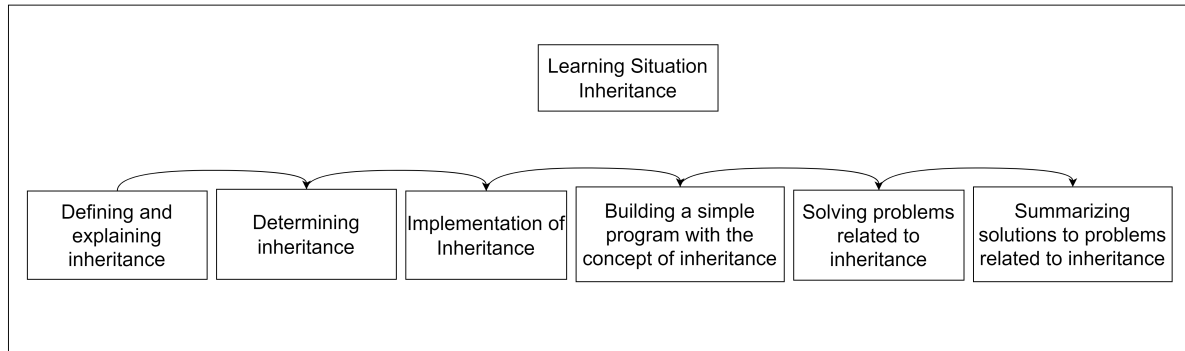 Learning Situation
Inheritance
Defining and
explaining
inheritance
Determining
inheritance
Implementation of
Inheritance
Building a simple
program with the
concept of inheritance
Solving problems
related to
inheritance
Summarizing
solutions to problems
related to inheritance